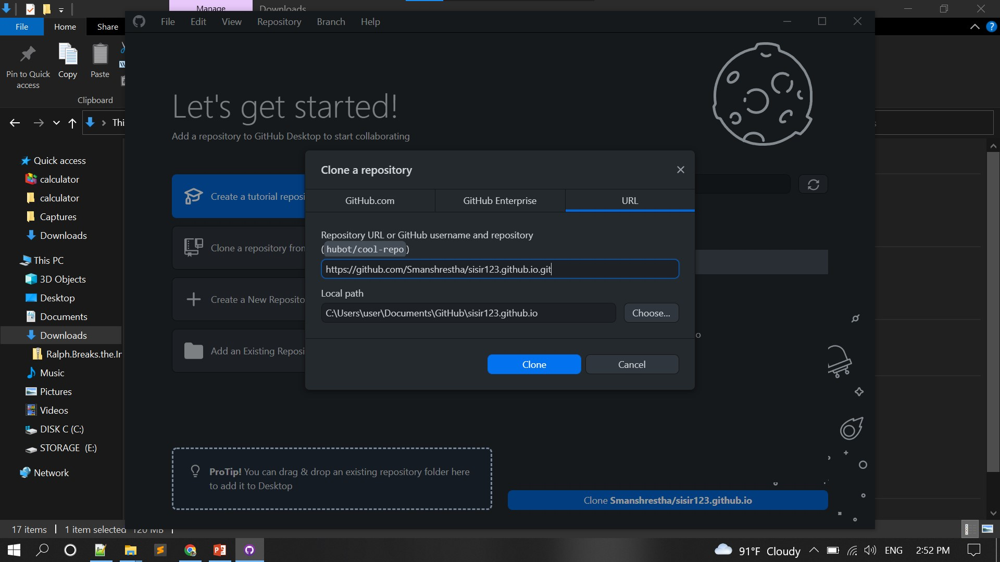 Manage
Downloads
File
Home
Share
File
Edit
View
Repository
Branch
Help
Pin to Quick
access
Copy
Paste
Clipboard
Let's get started!
Add a repository to GitHub Desktop to start collaborating
Quick access
calculator
calculator
Captures
Downloads
This PC
3D Objects
Desktop
Documents
Downloads
Ralph.Breaks.the.Ir
Music
Pictures
Videos
DISK C (C:)
STORAGE (E:)
Network
Create a tutorial reposi
Clone a repository fror
Create a New Reposito
Add an Existing Reposi
Clone a repository
GitHub.com
GitHub Enterprise
URL
Repository URL or GitHub username and repository
(hubot/cool-repo)
https://github.com/Smanshrestha/sisir123.github.io.git
Local path
C:\Users\user\Documents\GitHub\sisir123.github.io
Choose...
Clone
Cancel
ProTip! You can drag & drop an existing repository folder here
to add it to Desktop
Clone Smanshrestha/sisir123.github.io
17 items
1 item selected 120 MB
91°F Cloudy
ENG
2:52 PM